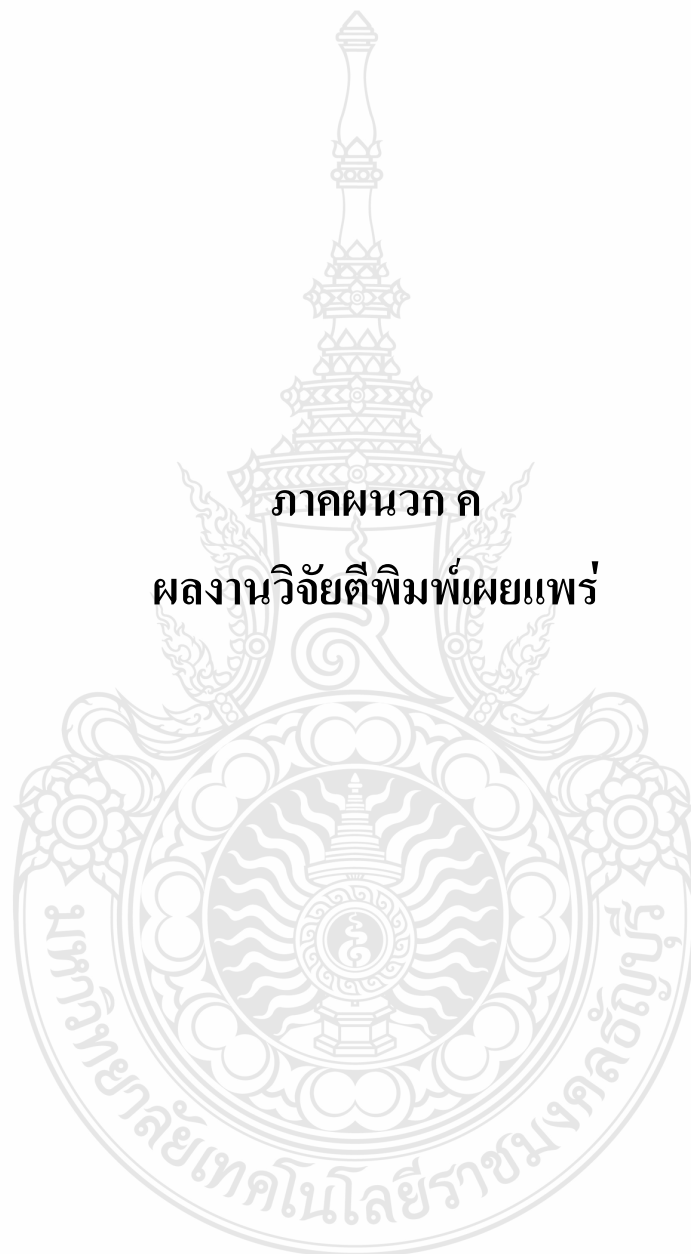 ภาคผนวก ค
ผลงานวิจัยตีพิมพ์เผยแพร่
มหาวิทยาลัยเทคโนโลยีราชมงคลธัญบุรี